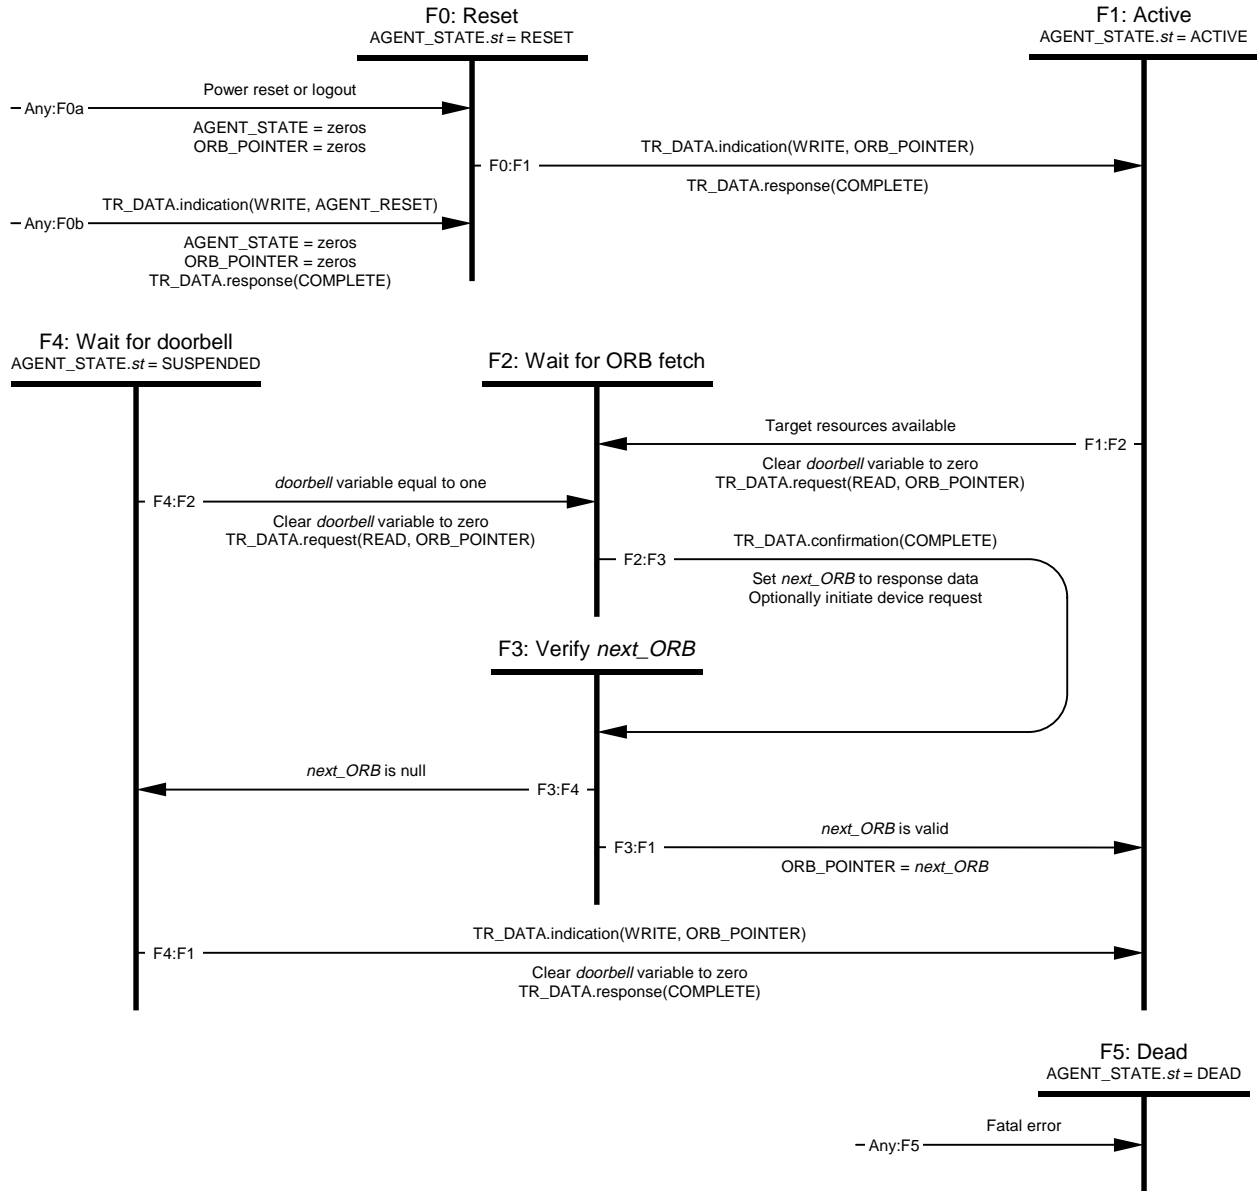 F0: Reset
AGENT_STATE.st = RESET
F1: Active
AGENT_STATE.st = ACTIVE
Power reset or logout
Any:F0a
AGENT_STATE = zeros
ORB_POINTER = zeros
TR_DATA.indication(WRITE, ORB_POINTER)
F0:F1
TR_DATA.response(COMPLETE)
TR_DATA.indication(WRITE, AGENT_RESET)
Any:F0b
AGENT_STATE = zeros
ORB_POINTER = zeros
TR_DATA.response(COMPLETE)
F4: Wait for doorbell
AGENT_STATE.st = SUSPENDED
F2: Wait for ORB fetch
Target resources available
F1:F2
Clear doorbell variable to zero
TR_DATA.request(READ, ORB_POINTER)
doorbell variable equal to one
F4:F2
Clear doorbell variable to zero
TR_DATA.request(READ, ORB_POINTER)
TR_DATA.confirmation(COMPLETE)
F2:F3
Set next_ORB to response data
Optionally initiate device request
F3: Verify next_ORB
next_ORB is null
F3:F4
next_ORB is valid
F3:F1
ORB_POINTER = next_ORB
TR_DATA.indication(WRITE, ORB_POINTER)
F4:F1
Clear doorbell variable to zero
TR_DATA.response(COMPLETE)
F5: Dead
AGENT_STATE.st = DEAD
Fatal error
Any:F5